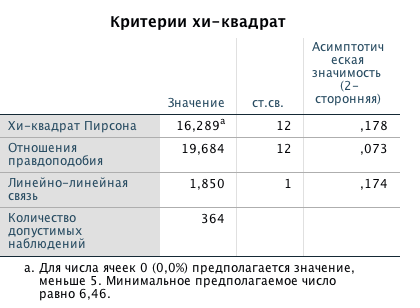 Критерии хи-квадрат
Значение ст.св. Асимптотич
еская
значимость
(2-
сторонняя)
Хи-квадрат Пирсона 16,289a 12 ,178
Отношения
правдоподобия 19,684 12 ,073
Линейно-линейная
связь 1,850 1 ,174
Количество
допустимых
наблюдений 364
a. Для числа ячеек 0 (0,0%) предполагается значение,
меньше 5. Минимальное предполагаемое число
равно 6,46.